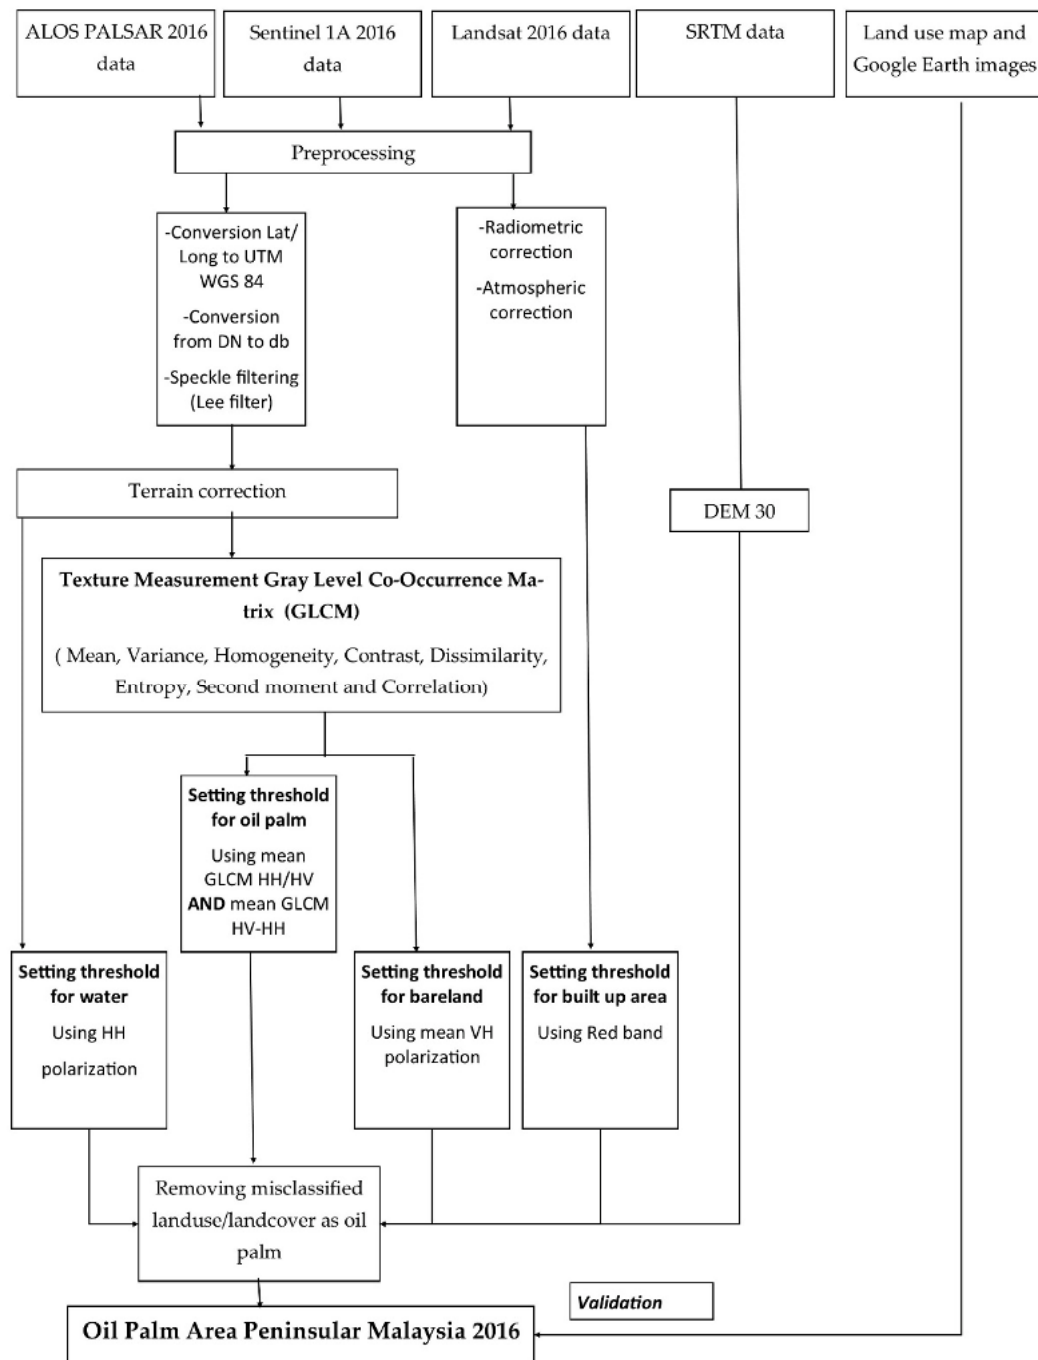 ALOS PALSAR 2016
data
Sentinel 1A 2016
data
Landsat 2016 data
SRTM data
Land use map and
Google Earth images
Preprocessing
-Conversion Lat/
Long to UTM
WGS 84
-Conversion
from DN to db
-Speckle filtering
(Lee filter)
-Radiometric
correction
-Atmospheric
correction
Terrain correction
DEM 30
Texture Measurement Gray Level Co-Occurrence Ma-
trix (GLCM)
( Mean, Variance, Homogeneity, Contrast, Dissimilarity,
Entropy, Second moment and Correlation)
Setting threshold
for oil palm
Using mean
GLCM HH/HV
AND mean GLCM
HV-HH
Setting threshold
for water
Using HH
polarization
Setting threshold
for bareland
Using mean VH
polarization
Setting threshold
for built up area
Using Red band
Removing misclassified
landuse/landcover as oil
palm
Validation
Oil Palm Area Peninsular Malaysia 2016